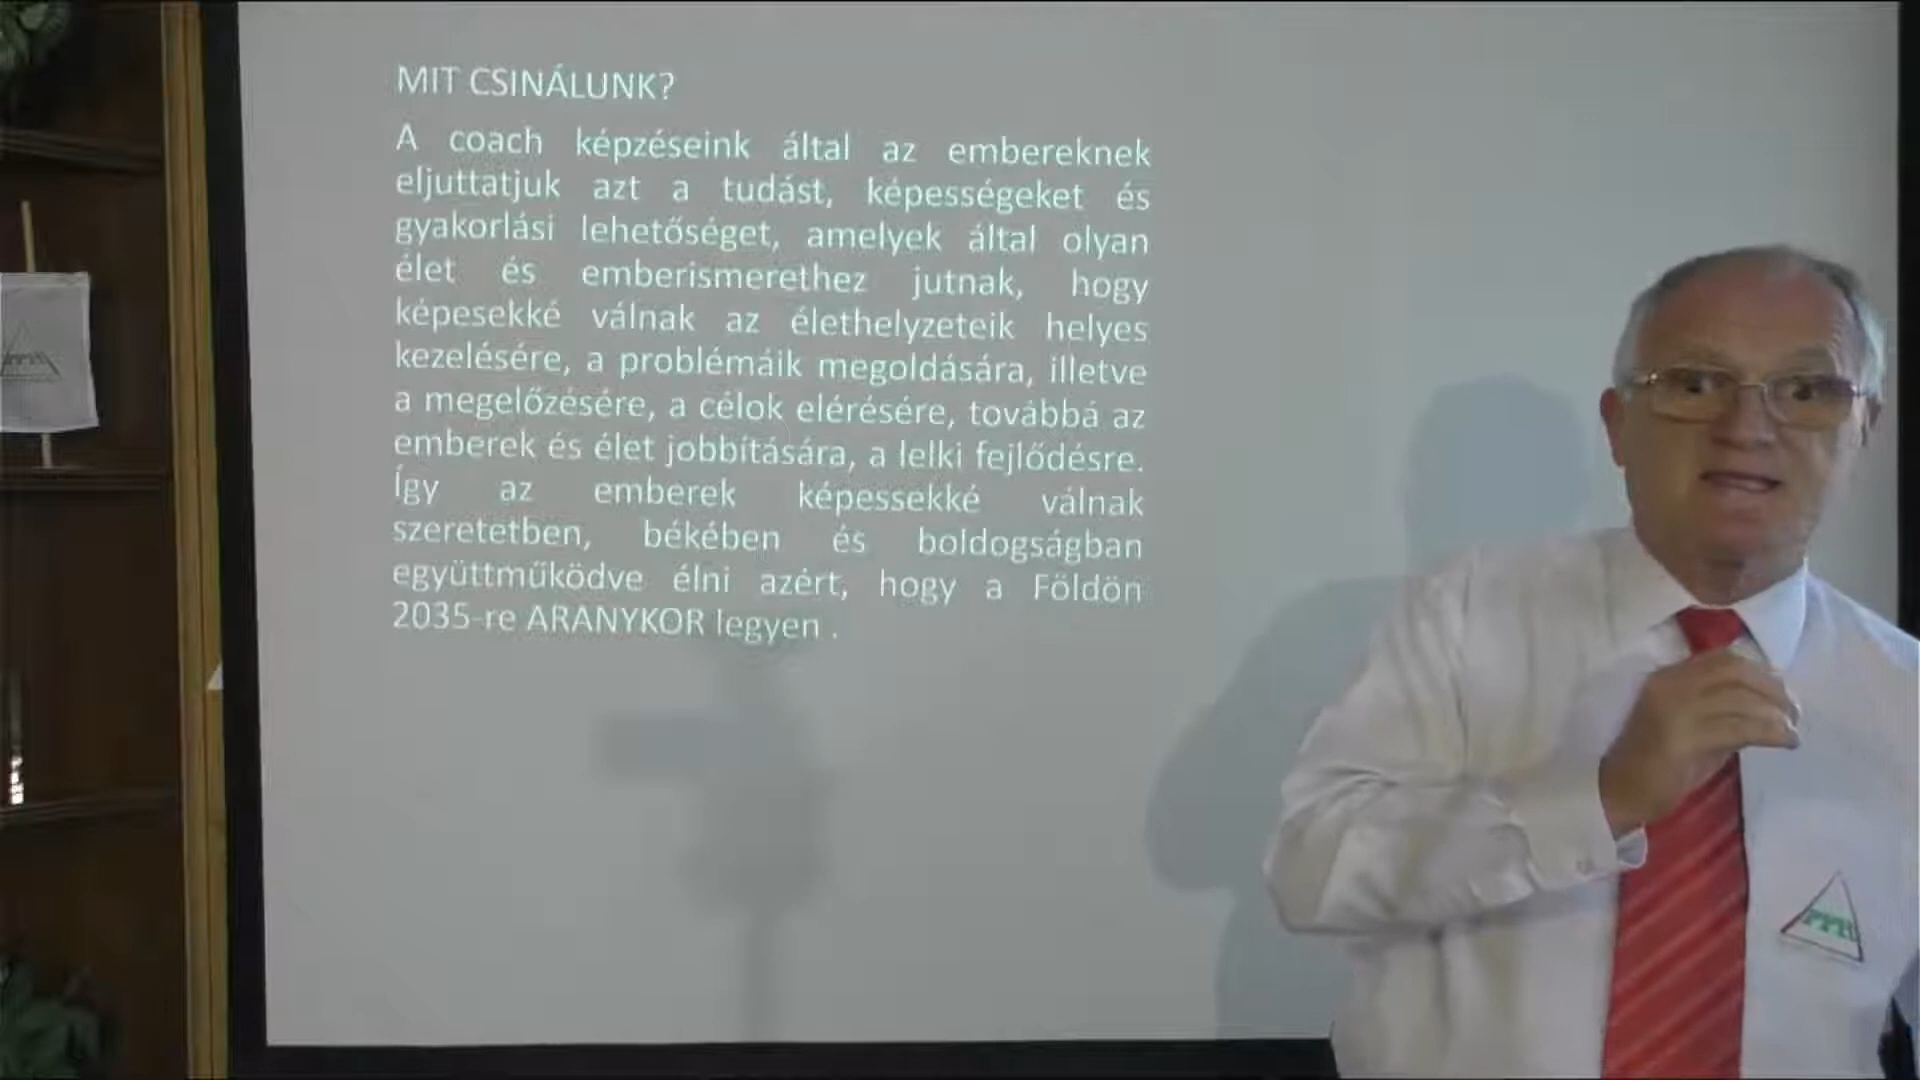 MIT CSINÁLUNK?
A coach képzéseink által az embereknek
eljuttatjuk azt a tudást, képességeket és
gyakorlási lehetőséget, amelyek által olyan
élet és emberismerethez jutnak, hogy
képesekké válnak az élethelyzeteik helyes
kezelésére, a problémáik megoldására, illetve
a megelőzésére, a célok elérésére, továbbá az
emberek és élet jobbítására, a lelki fejlődésre.
Így az emberek képessekké válnak
szeretetben, békében és boldogságban
együttműködve élni azért, hogy a Földön
2035-re ARANYKOR legyen .